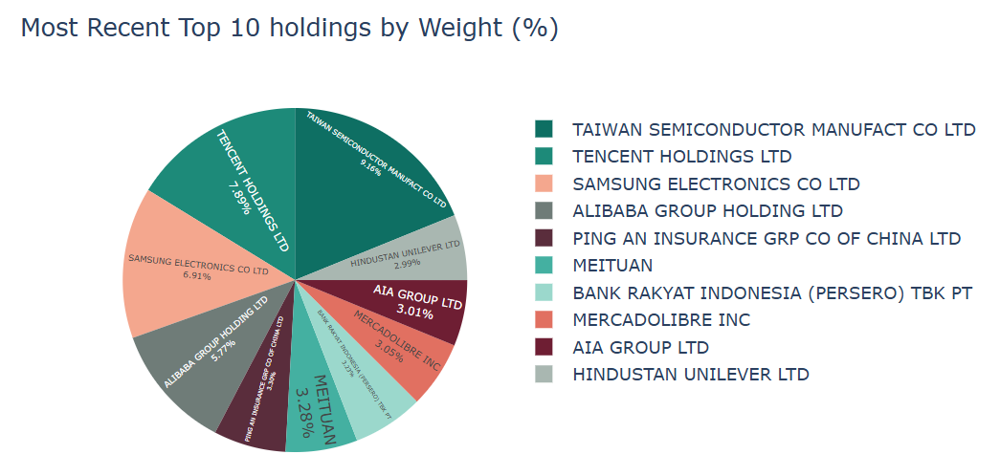 Most Recent Top 10 holdings by Weight (%)
TAIWAN SEMICONDUCTOR MANUFACT CO LTD
9.16%
TENCENT HOLDINGS LTD
7.89%
SAMSUNG ELECTRONICS CO LTD
6.91%
ALIBABA GROUP HOLDING LTD
5.77%
PING AN INSURANCE GRP CO OF CHINA LTD
3.30%
MEITUAN
3.28%
BANK RAKYAT INDONESIA (PERSERO) TBK PT
3.27%
MERCADOLIBRE INC
3.05%
AIA GROUP LTD
3.01%
HINDUSTAN UNILEVER LTD
2.99%
TAIWAN SEMICONDUCTOR MANUFACT CO LTD
TENCENT HOLDINGS LTD
SAMSUNG ELECTRONICS CO LTD
ALIBABA GROUP HOLDING LTD
PING AN INSURANCE GRP CO OF CHINA LTD
MEITUAN
BANK RAKYAT INDONESIA (PERSERO) TBK PT
MERCADOLIBRE INC
AIA GROUP LTD
HINDUSTAN UNILEVER LTD